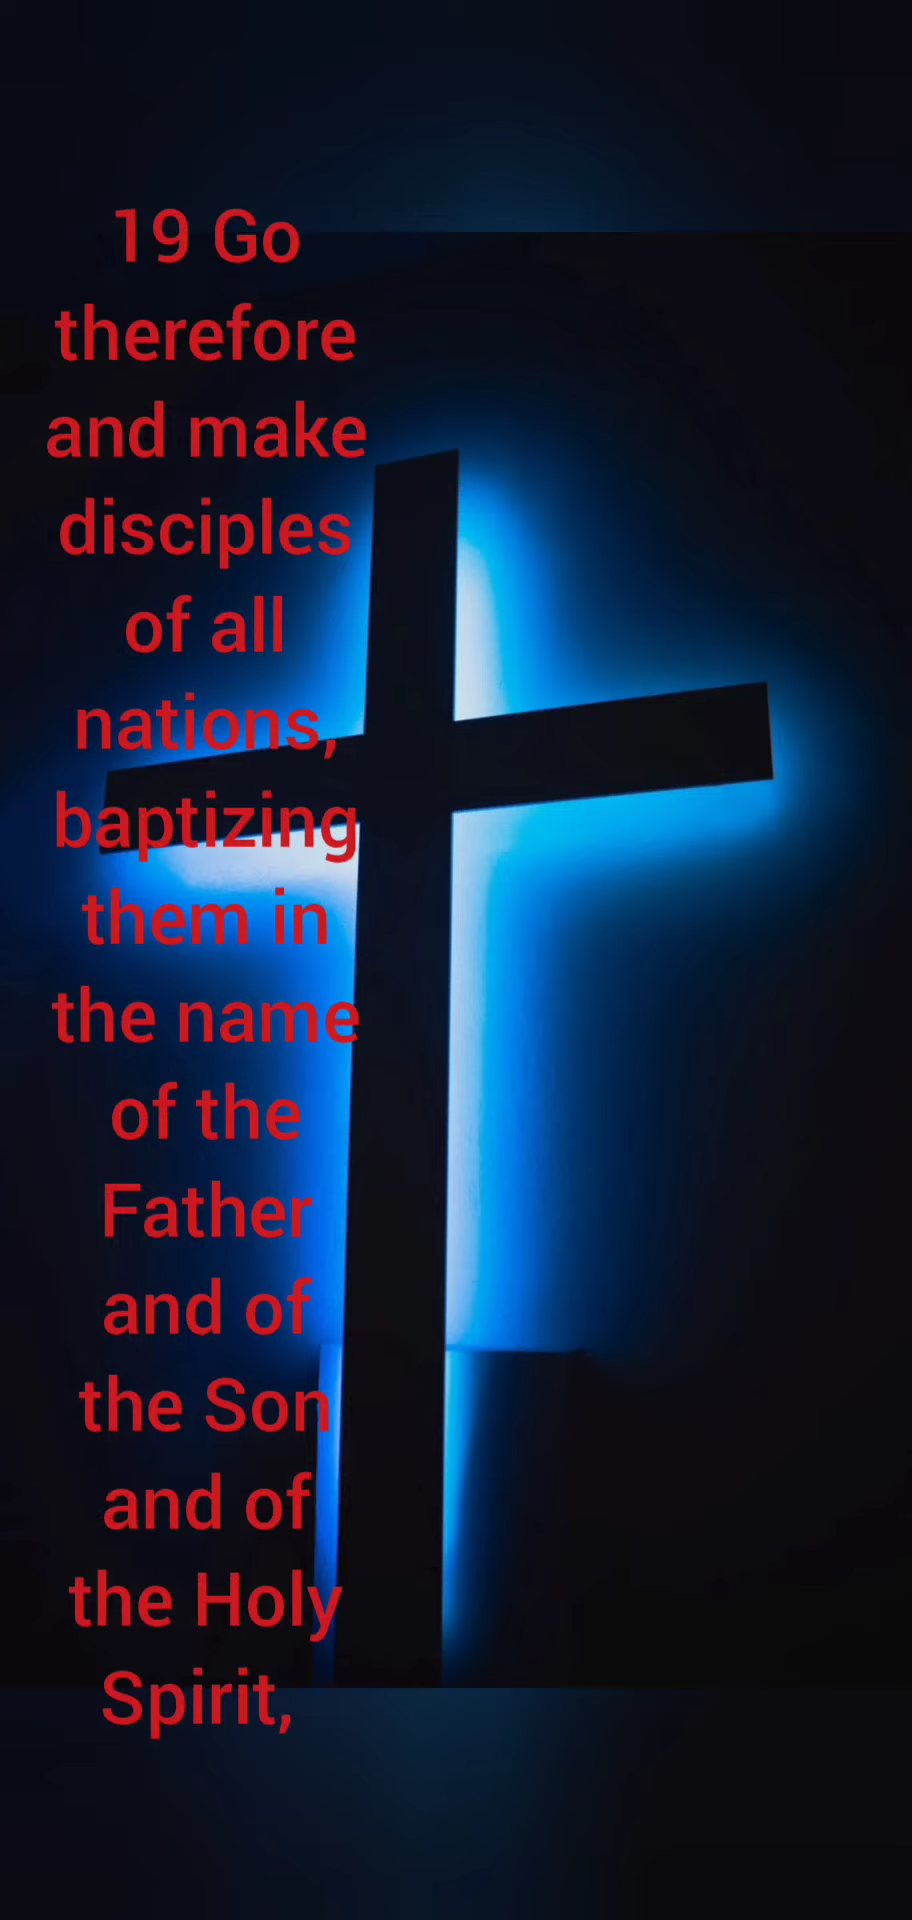 19 Go
therefore
and make
disciples
of all
nations,
baptizing
them in
the name
of the
Father
and of
the Son
and of
the Holy
Spirit,